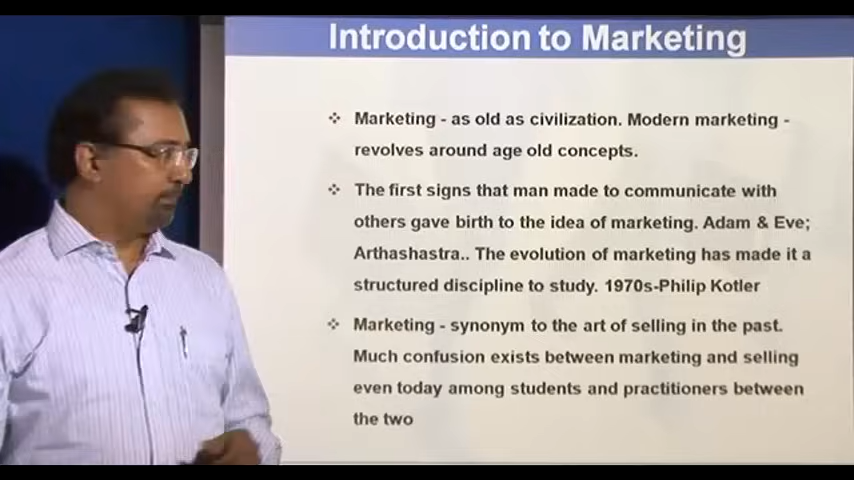 Introduction to Marketing
❖ Marketing - as old as civilization. Modern marketing -
revolves around age old concepts.
❖ The first signs that man made to communicate with
others gave birth to the idea of marketing. Adam & Eve;
Arthashastra.. The evolution of marketing has made it a
structured discipline to study. 1970s-Philip Kotler
❖ Marketing - synonym to the art of selling in the past.
Much confusion exists between marketing and selling
even today among students and practitioners between
the two